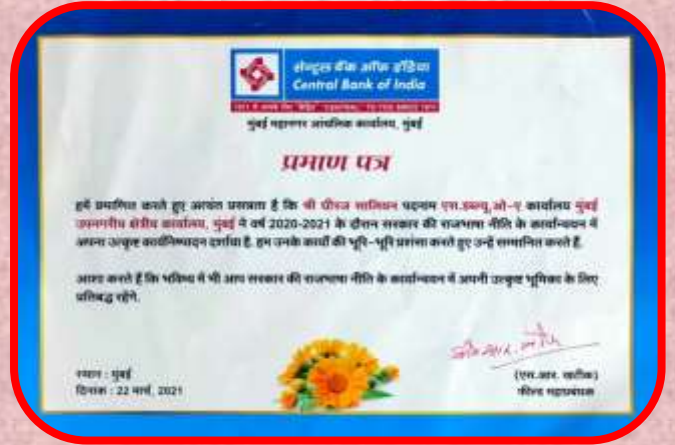 सेन्ट्रल बैंक ऑफ इंडिया
Central Bank of India
मुंबई महानगर आंचलिक कार्यालय, मुंबई
प्रमाण पत्र
हमें प्रमाणित करते हुए अत्यंत प्रसन्नता है कि श्री धीरज सालियन पदनाम एस.डब्ल्यू.ओ-ए कार्यालय मुंबई
उपनगरीय क्षेत्रीय कार्यालय, मुंबई ने वर्ष 2020-2021 के दौरान सरकार की राजभाषा नीति के कार्यान्वयन में
अपना उत्कृष्ट कार्यनिष्पादन दर्शाया है. हम उनके कार्यों की भूरि-भूरि प्रशंसा करते हुए उन्हें सम्मानित करते हैं.
आशा करते हैं कि भविष्य में भी आप सरकार की राजभाषा नीति के कार्यान्वयन में अपनी उत्कृष्ट भूमिका के लिए
प्रतिबद्ध रहेंगे.
स्थान : मुंबई
दिनांक : 22 मार्च, 2021
(एस.आर. खटीक)
फील्ड महाप्रबंधक